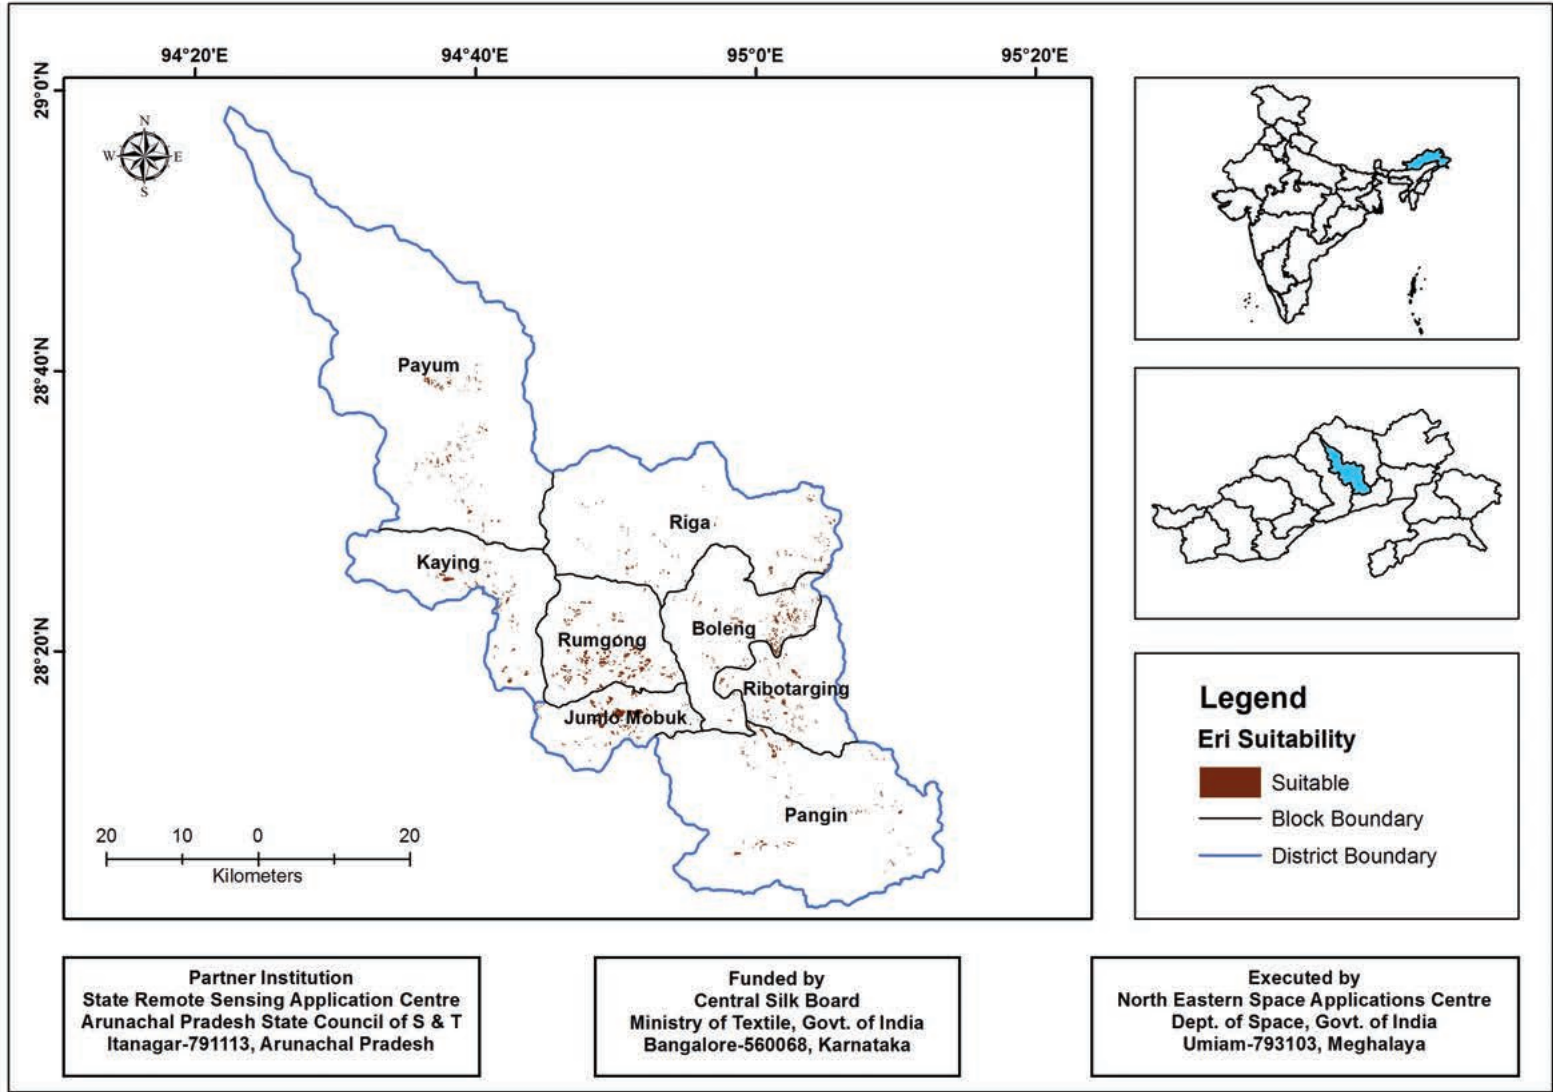 94°20'E
94°40'E
95°0'E
95°20'E
29°0'N
28°40'N
28°20'N
N
W
E
S
Payum
Riga
Kaying
Boleng
Rumgong
Ribotarging
Jumlo Mobuk
Pangin
20
10
0
20
Kilometers
Legend
Eri Suitability
Suitable
Block Boundary
District Boundary
Partner Institution
State Remote Sensing Application Centre
Arunachal Pradesh State Council of S & T
Itanagar-791113, Arunachal Pradesh
Funded by
Central Silk Board
Ministry of Textile, Govt. of India
Bangalore-560068, Karnataka
Executed by
North Eastern Space Applications Centre
Dept. of Space, Govt. of India
Umiam-793103, Meghalaya